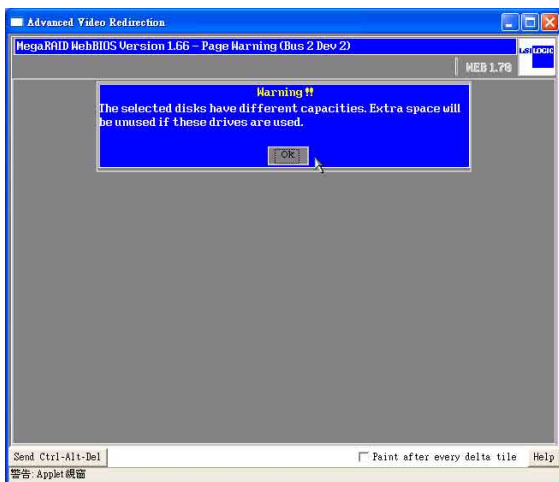 Advanced Video Redirection
MegaRAID WebBIOS Version 1.66 - Page Warning (Bus 2 Dev 2)
LSI LOGIC
WEB 1.70
Warning !!
The selected disks have different capacities. Extra space will
be unused if these drives are used.
Ok
Send Ctrl-Alt-Del
Paint after every delta tile
Help
警告: Applet 視窗